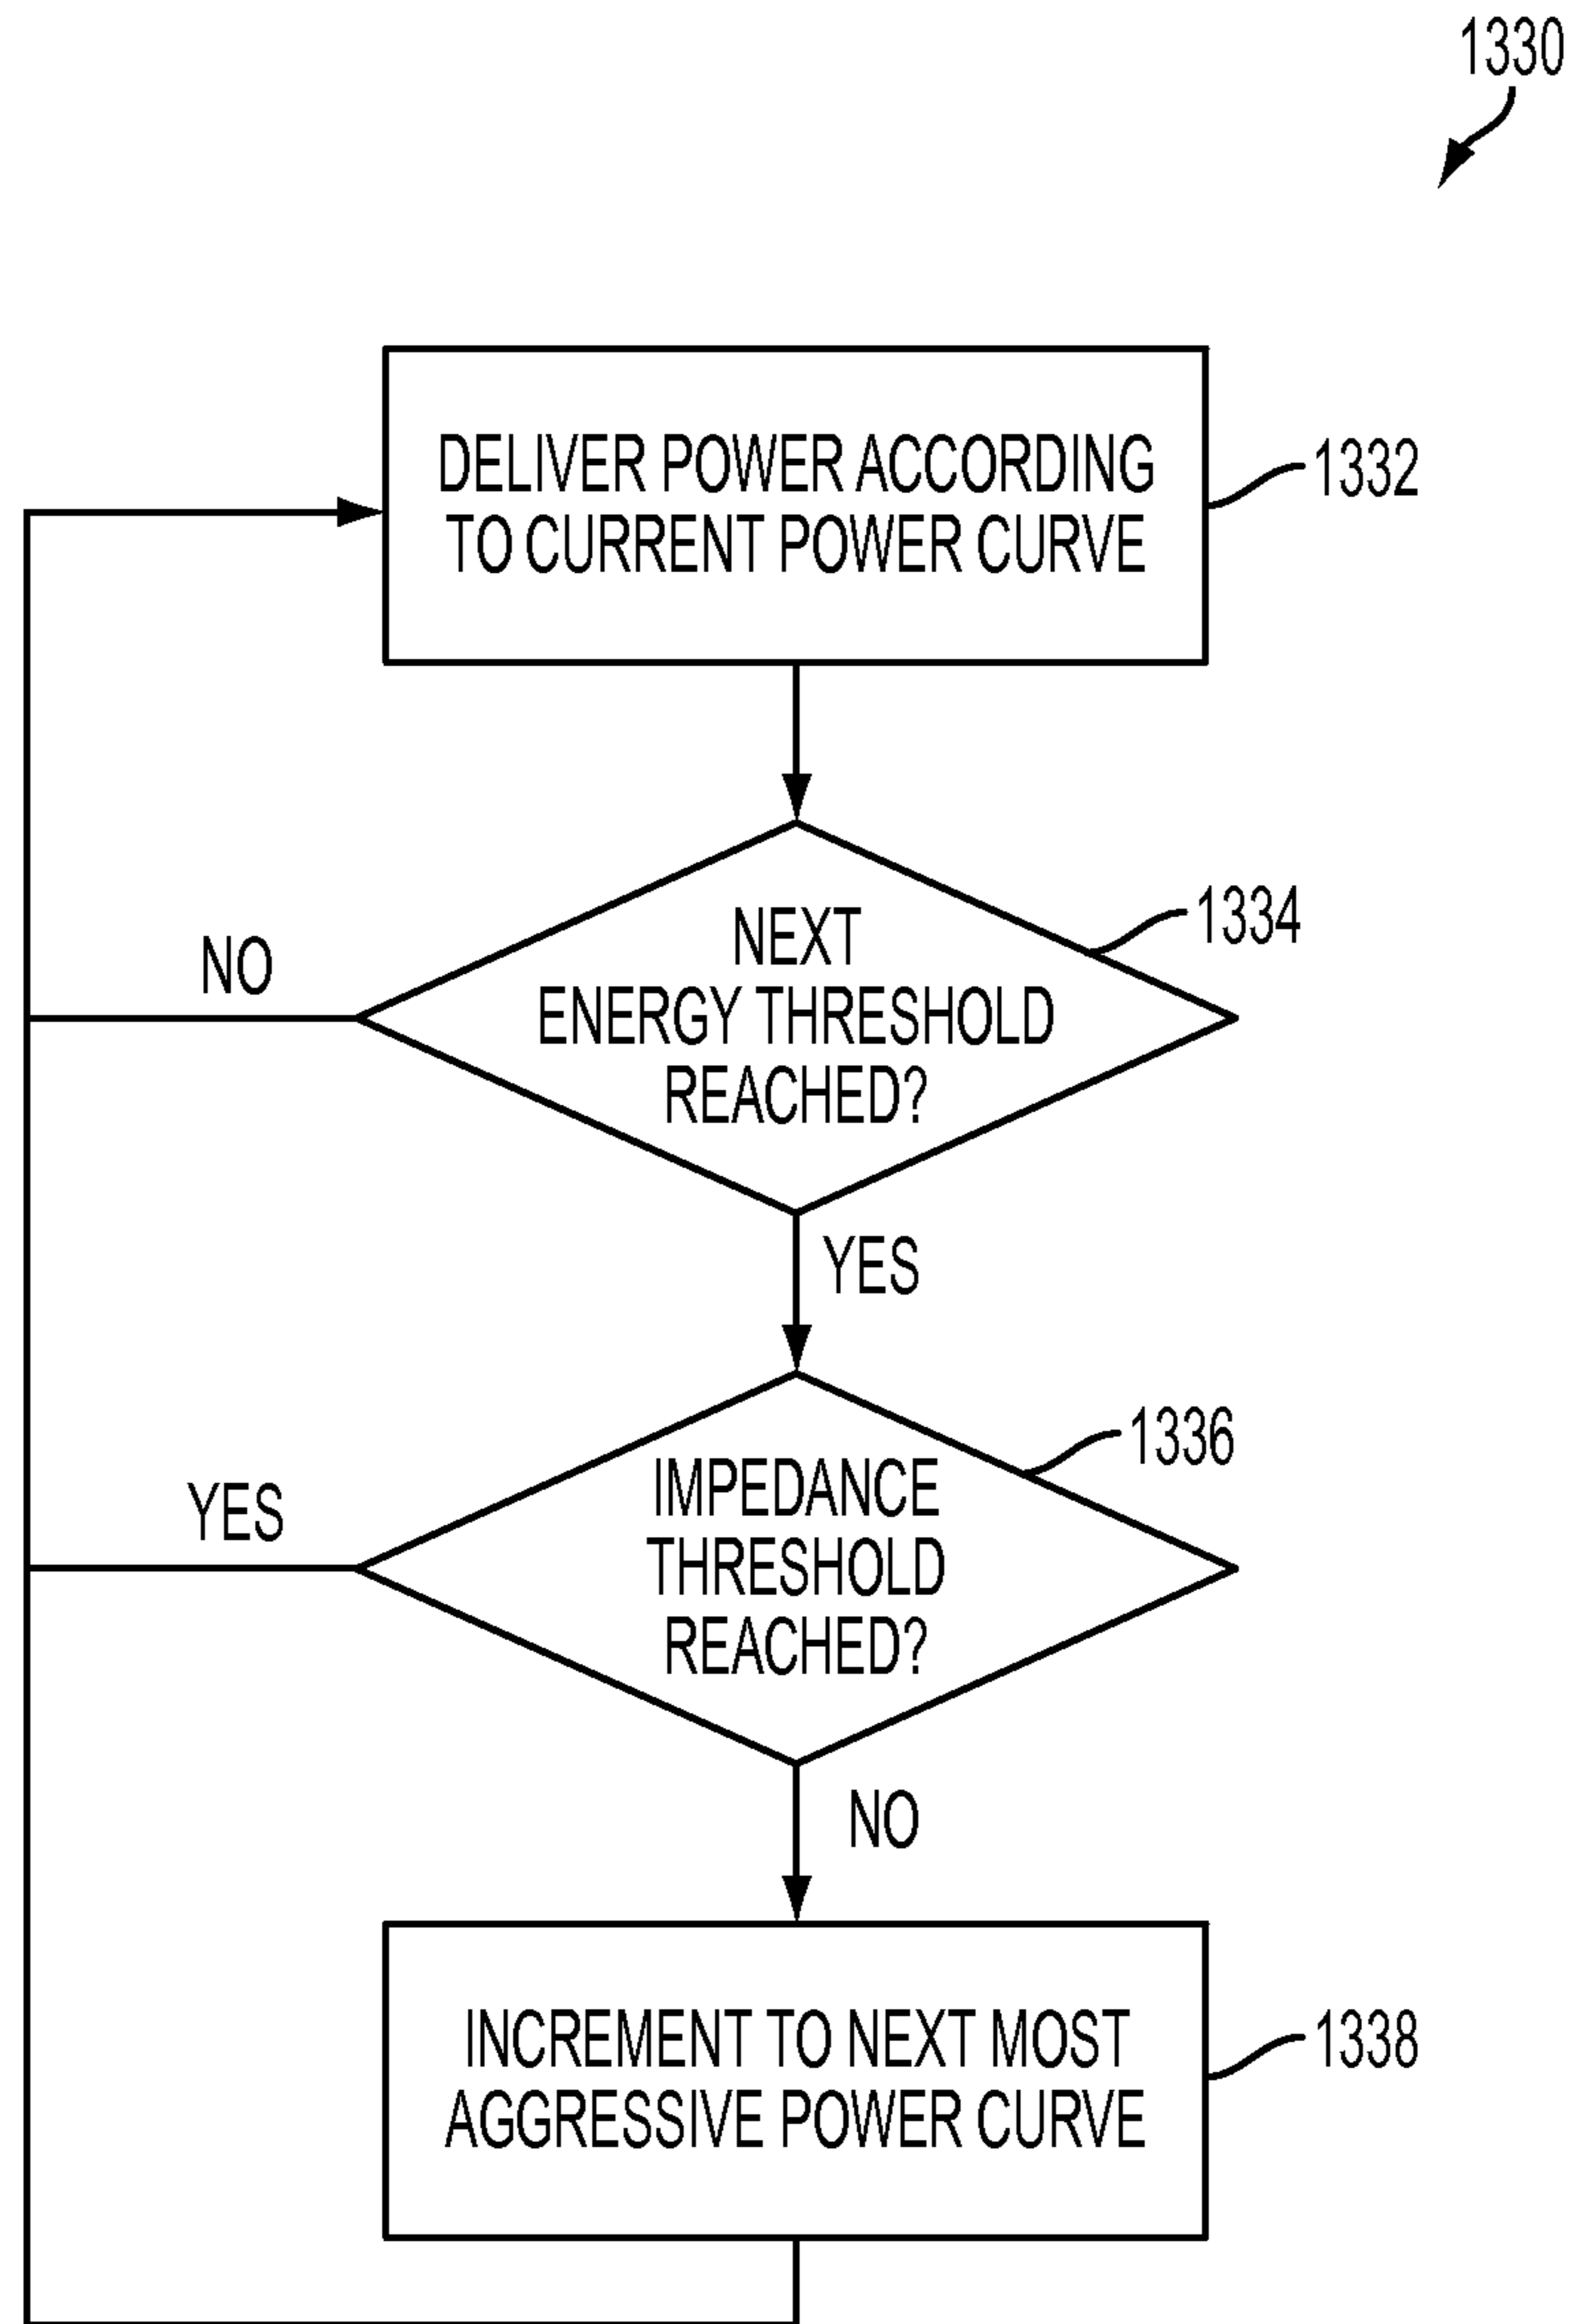 1330
DELIVER POWER ACCORDING
TO CURRENT POWER CURVE
1332
NEXT
ENERGY THRESHOLD
REACHED?
1334
NO
YES
IMPEDANCE
THRESHOLD
REACHED?
1336
YES
NO
INCREMENT TO NEXT MOST
AGGRESSIVE POWER CURVE
1338